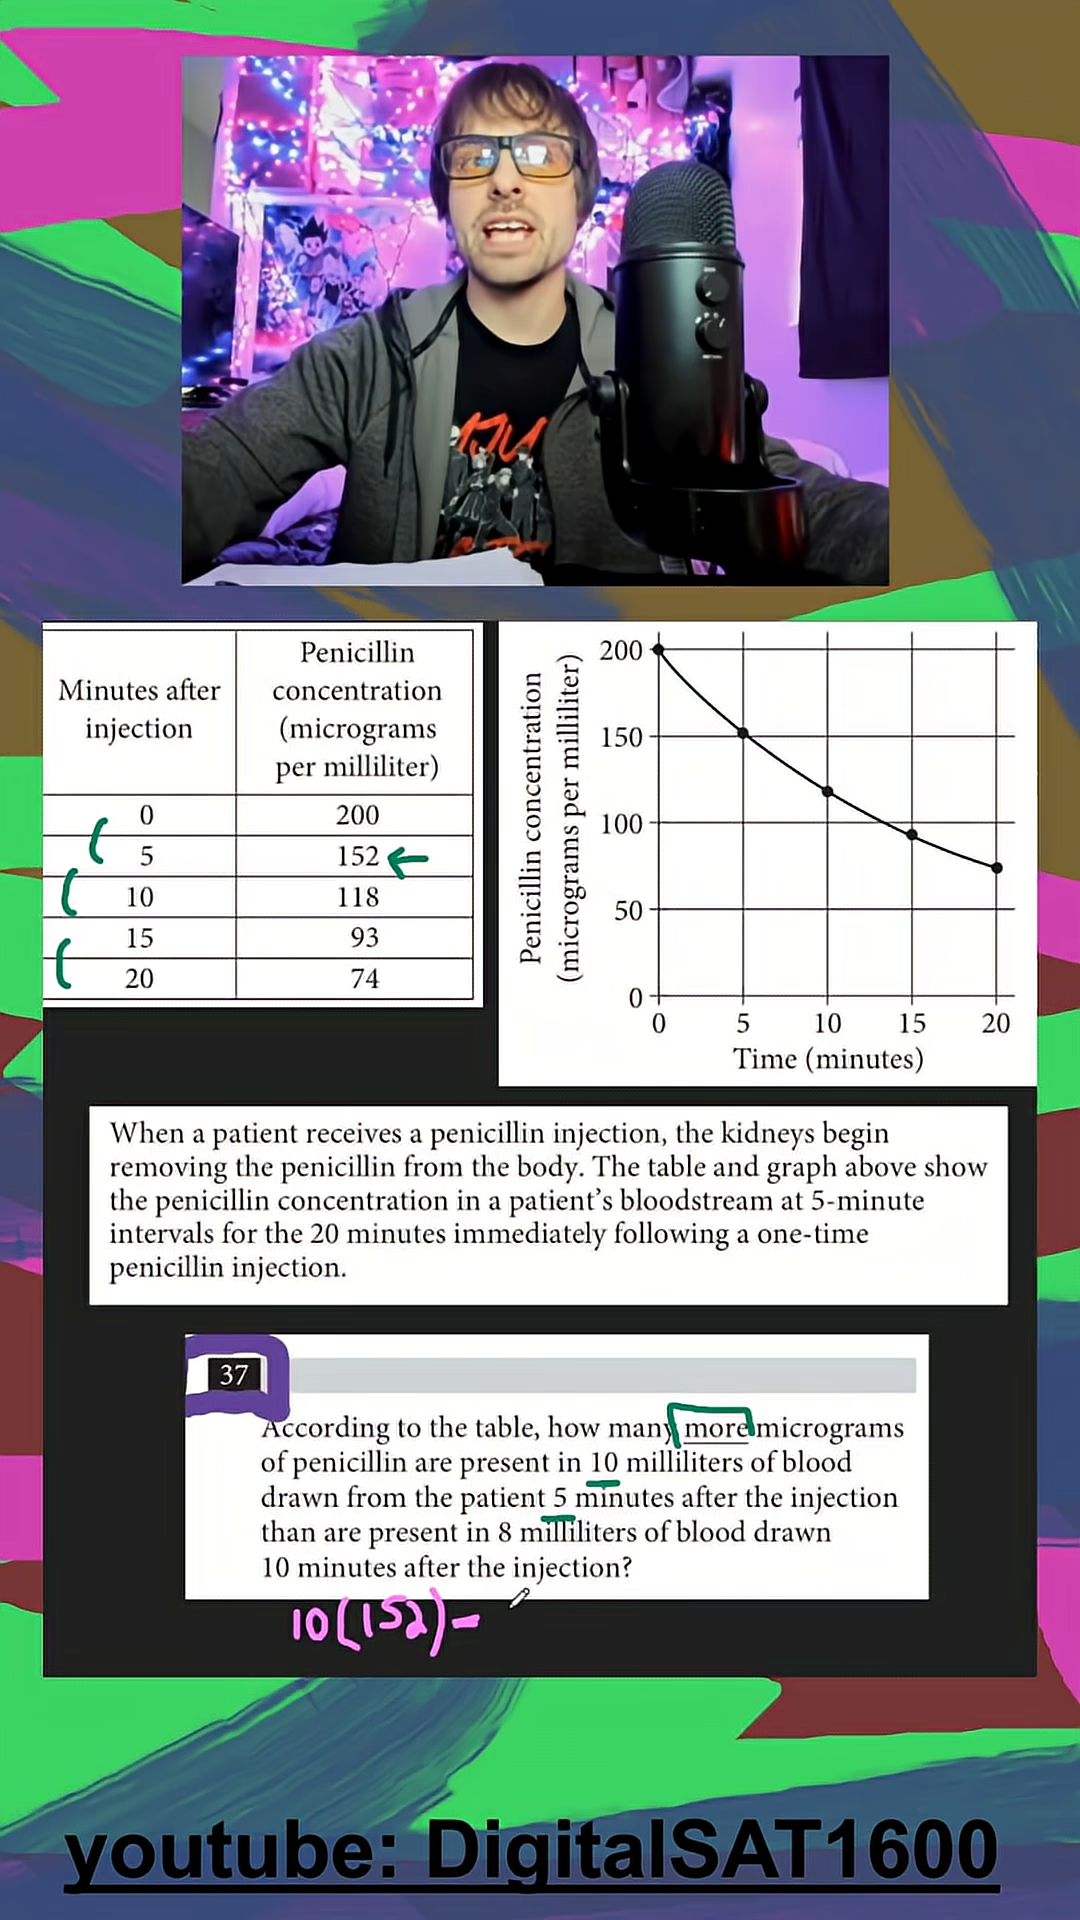 Minutes after
injection
Penicillin
concentration
(micrograms
per milliliter)
0 200
5 152
10 118
15 93
20 74
Penicillin concentration
(micrograms per milliliter)
200
150
100
50
0
0 5 10 15 20
Time (minutes)
When a patient receives a penicillin injection, the kidneys begin
removing the penicillin from the body. The table and graph above show
the penicillin concentration in a patient's bloodstream at 5-minute
intervals for the 20 minutes immediately following a one-time
penicillin injection.
37
According to the table, how many more micrograms
of penicillin are present in 10 milliliters of blood
drawn from the patient 5 minutes after the injection
than are present in 8 milliliters of blood drawn
10 minutes after the injection?
10(152)-
youtube: DigitalSAT1600